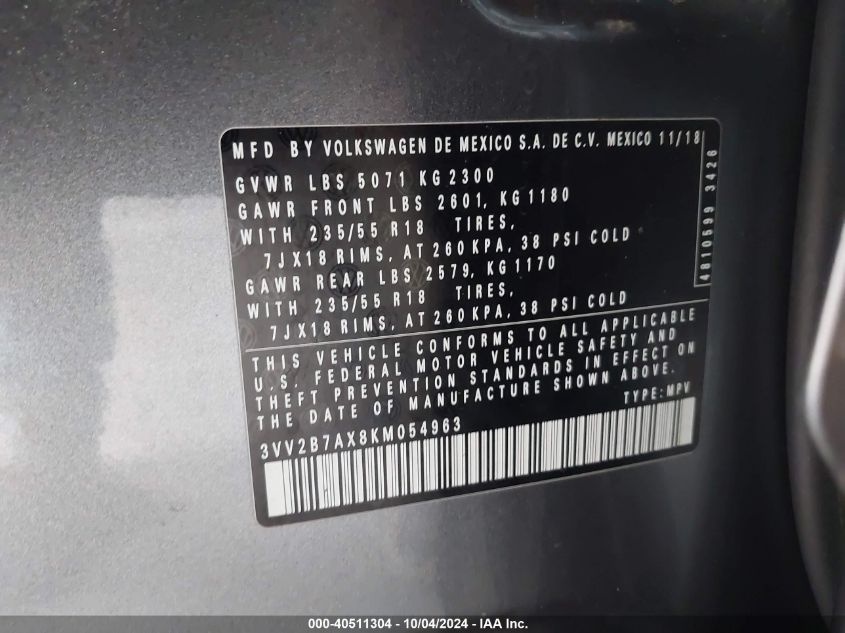 MFD BY VOLKSWAGEN DE MEXICO S.A. DE C.V. MEXICO 11/18
GVWR LBS 5071 KG 2300
GAWR FRONT LBS 2601, KG 1180
WITH 235/55 R18 TIRES,
7JX18 RIMS, AT 260 KPA, 38 PSI COLD
GAWR REAR LBS 2579, KG 1170
WITH 235/55 R18 TIRES,
7JX18 RIMS, AT 260 KPA, 38 PSI COLD
4810599 3426
THIS VEHICLE CONFORMS TO ALL APPLICABLE
U.S. FEDERAL MOTOR VEHICLE SAFETY AND
THEFT PREVENTION STANDARDS IN EFFECT ON
THE DATE OF MANUFACTURE SHOWN ABOVE.
TYPE: MPV
3VV2B7AX8KM054963
000-40511304 - 10/04/2024 - IAA Inc.